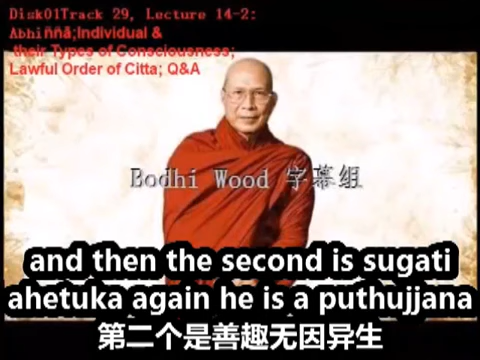 Disk01Track 29, Lecture 14-2:
Abhiññā;Individual &
their Types of Consciousness;
Lawful Order of Citta; Q&A
Bodhi Wood 字幕组
and then the second is sugati
ahetuka again he is a puthujjana
第二个是善趣无因异生